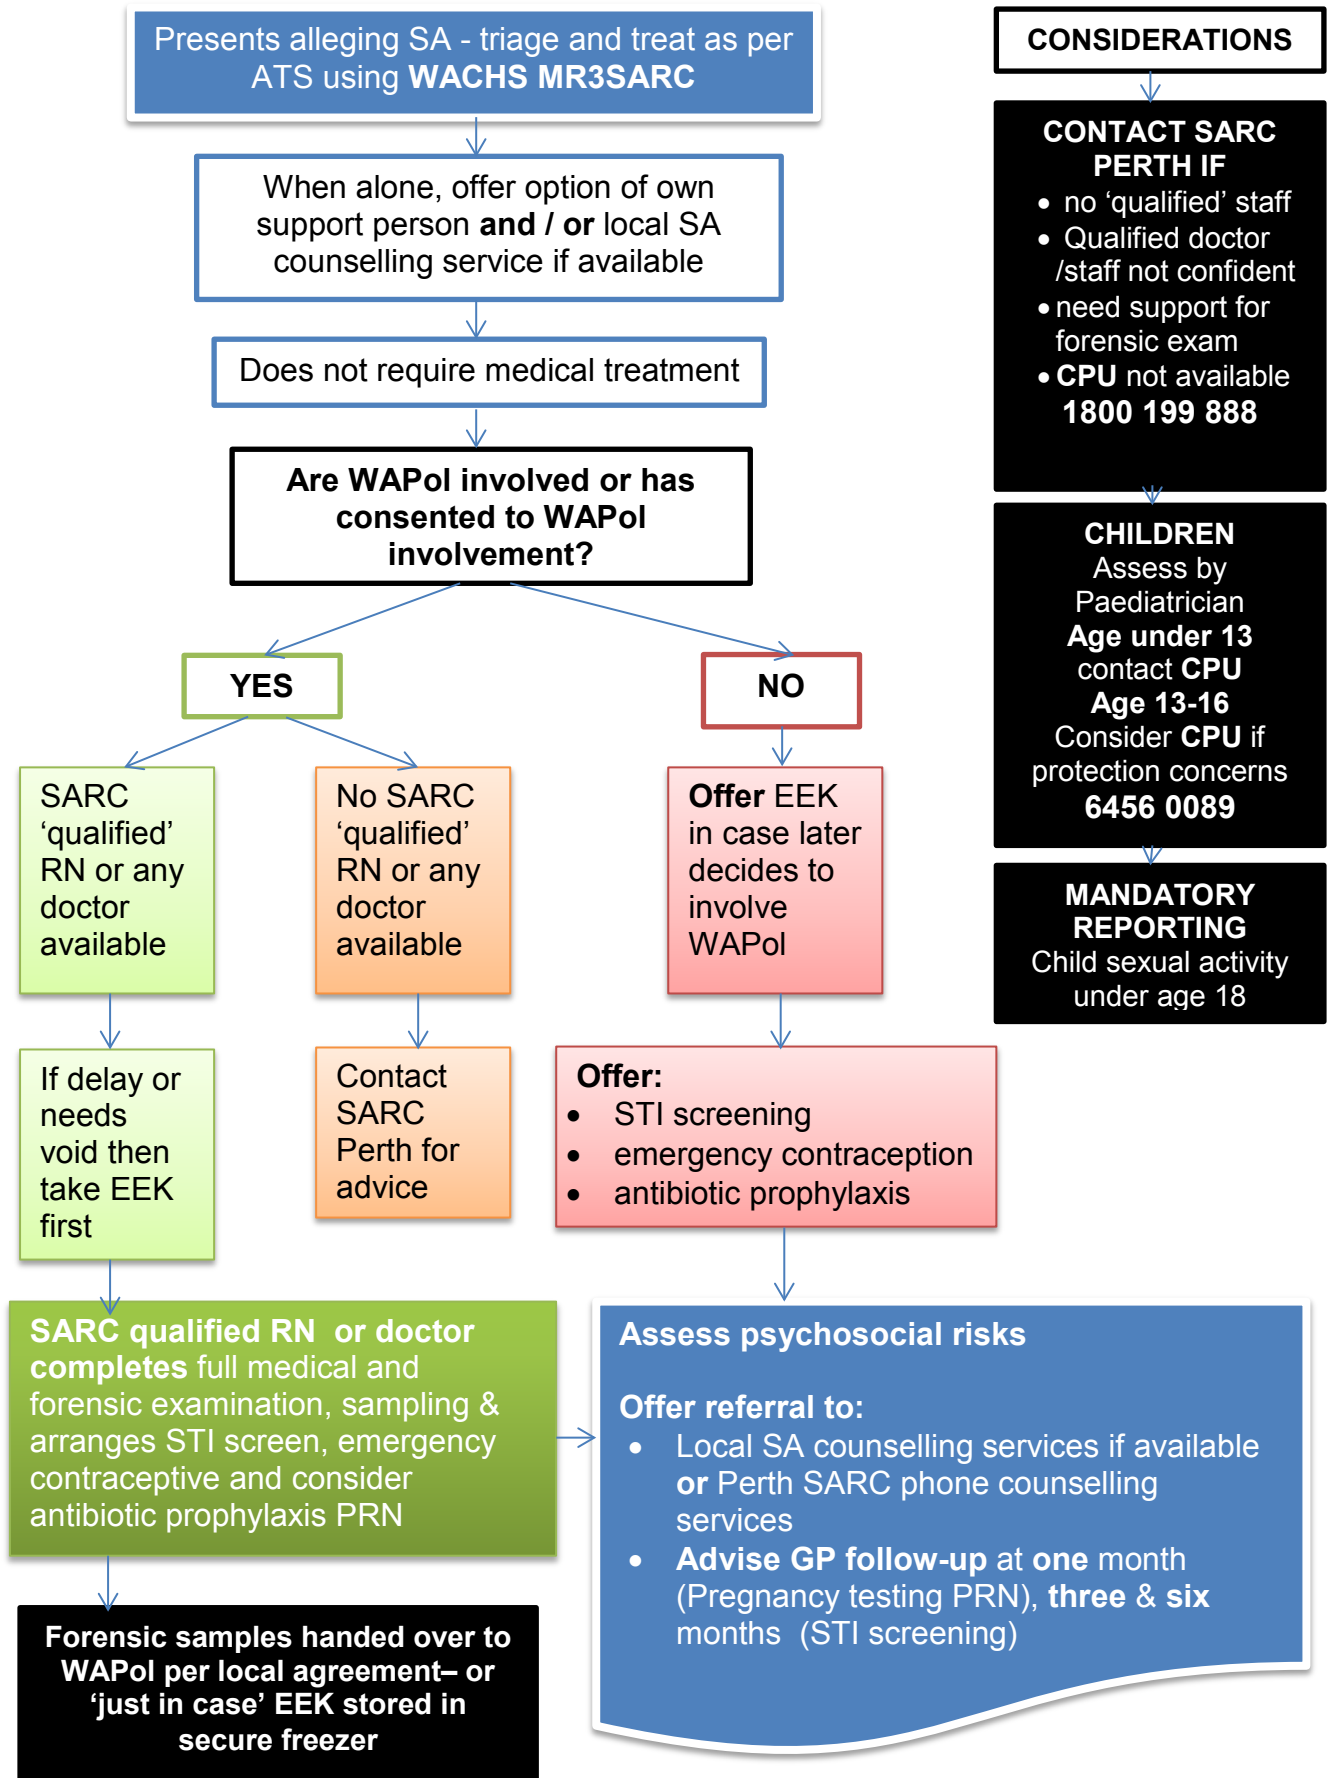 Presents alleging SA - triage and treat as per
ATS using WACHS MR3SARC
When alone, offer option of own
support person and / or local SA
counselling service if available
Does not require medical treatment
Are WAPol involved or has
consented to WAPol
involvement?
YES
NO
SARC
‘qualified’
RN or any
doctor
available
No SARC
‘qualified’
RN or any
doctor
available
Offer EEK
in case later
decides to
involve
WAPol
If delay or
needs
void then
take EEK
first
Contact
SARC
Perth for
advice
Offer:
• STI screening
• emergency contraception
• antibiotic prophylaxis
SARC qualified RN or doctor
completes full medical and
forensic examination, sampling &
arranges STI screen, emergency
contraceptive and consider
antibiotic prophylaxis PRN
Assess psychosocial risks
Offer referral to:
• Local SA counselling services if available
or Perth SARC phone counselling
services
• Advise GP follow-up at one month
(Pregnancy testing PRN), three & six
months (STI screening)
Forensic samples handed over to
WAPol per local agreement– or
‘just in case’ EEK stored in
secure freezer
CONSIDERATIONS
CONTACT SARC
PERTH IF
• no ‘qualified’ staff
• Qualified doctor
/staff not confident
• need support for
forensic exam
• CPU not available
1800 199 888
CHILDREN
Assess by
Paediatrician
Age under 13
contact CPU
Age 13-16
Consider CPU if
protection concerns
6456 0089
MANDATORY
REPORTING
Child sexual activity
under age 18